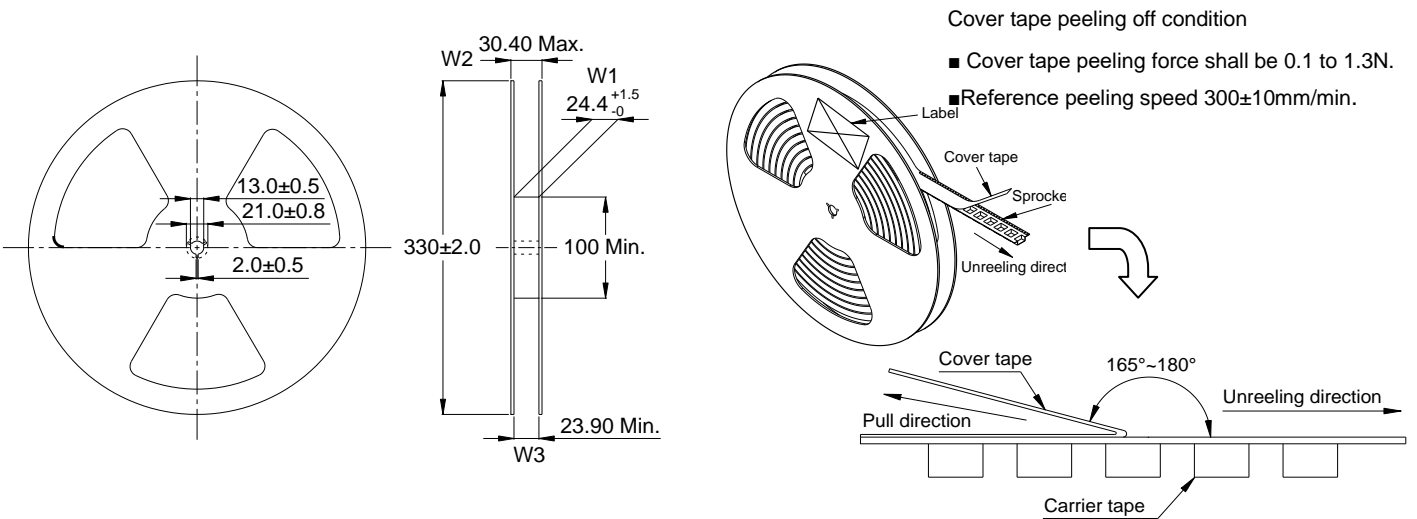 30.40 Max.
W2
W1
24.4 +1.5 -0
13.0±0.5
21.0±0.8
330±2.0
100 Min.
2.0±0.5
23.90 Min.
W3
Cover tape peeling off condition
■ Cover tape peeling force shall be 0.1 to 1.3N.
■Reference peeling speed 300±10mm/min.
Label
Cover tape
Sprocke
Unreeling direct
Cover tape
165°~180°
Unreeling direction
Pull direction
Carrier tape